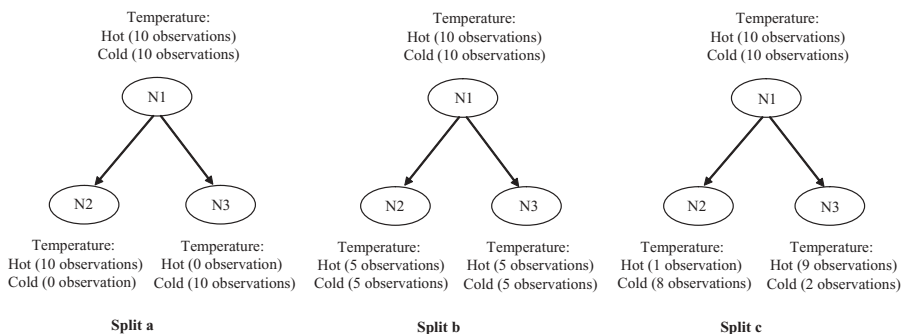 Temperature:
Hot (10 observations)
Cold (10 observations)
N1
N2
N3
Temperature:
Hot (10 observations)
Cold (0 observation)
Temperature:
Hot (0 observation)
Cold (10 observations)
Split a
Temperature:
Hot (10 observations)
Cold (10 observations)
N1
N2
N3
Temperature:
Hot (5 observations)
Cold (5 observations)
Temperature:
Hot (5 observations)
Cold (5 observations)
Split b
Temperature:
Hot (10 observations)
Cold (10 observations)
N1
N2
N3
Temperature:
Hot (1 observation)
Cold (8 observations)
Temperature:
Hot (9 observations)
Cold (2 observations)
Split c